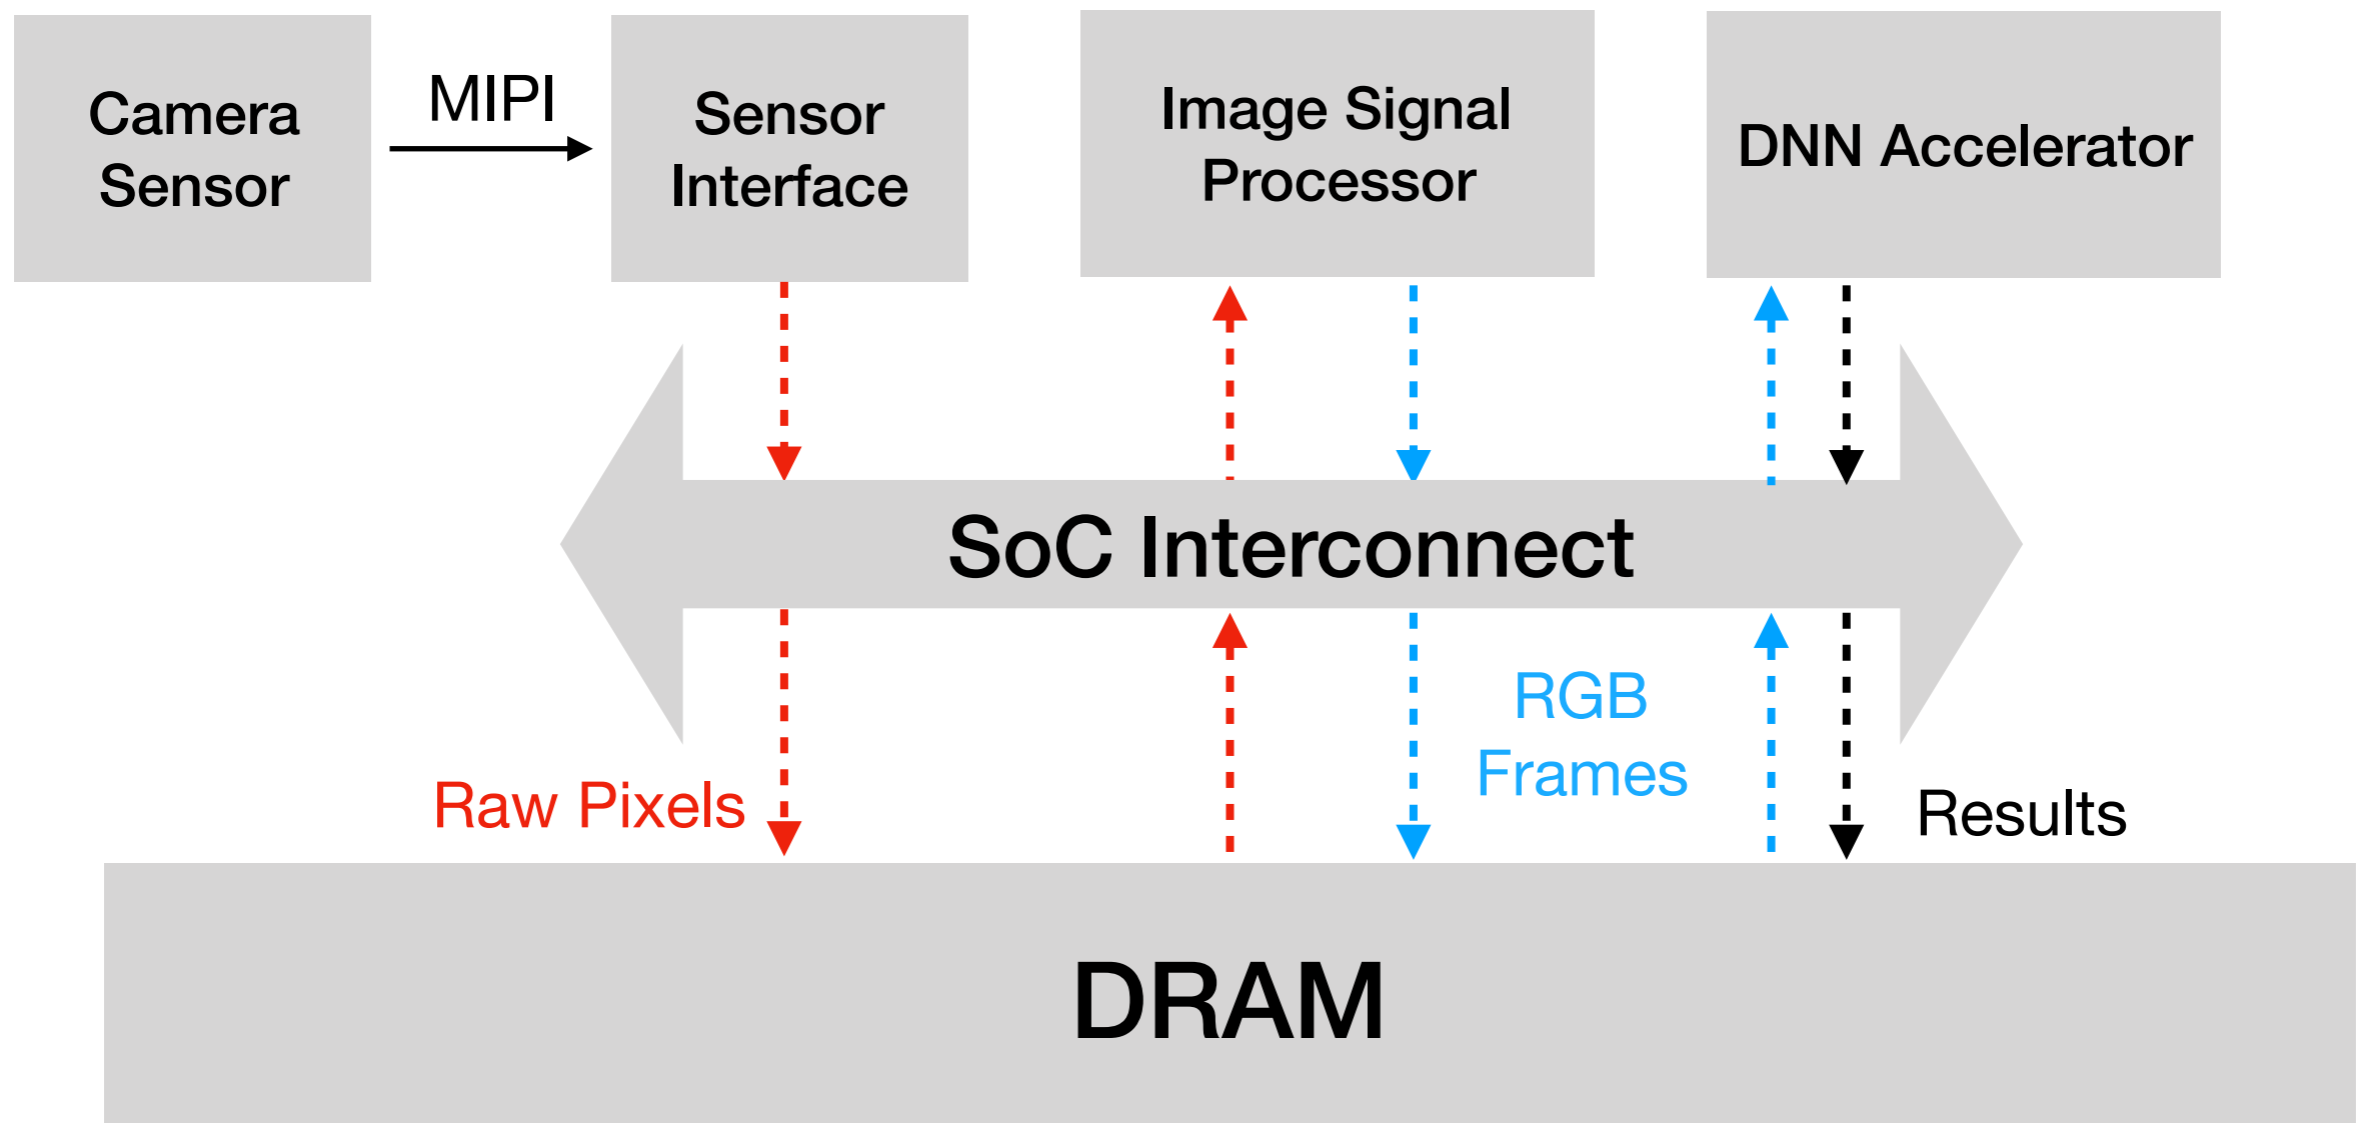 Camera
Sensor
MIPI
Sensor
Interface
Image Signal
Processor
DNN Accelerator
SoC Interconnect
RGB
Frames
Raw Pixels
Results
DRAM